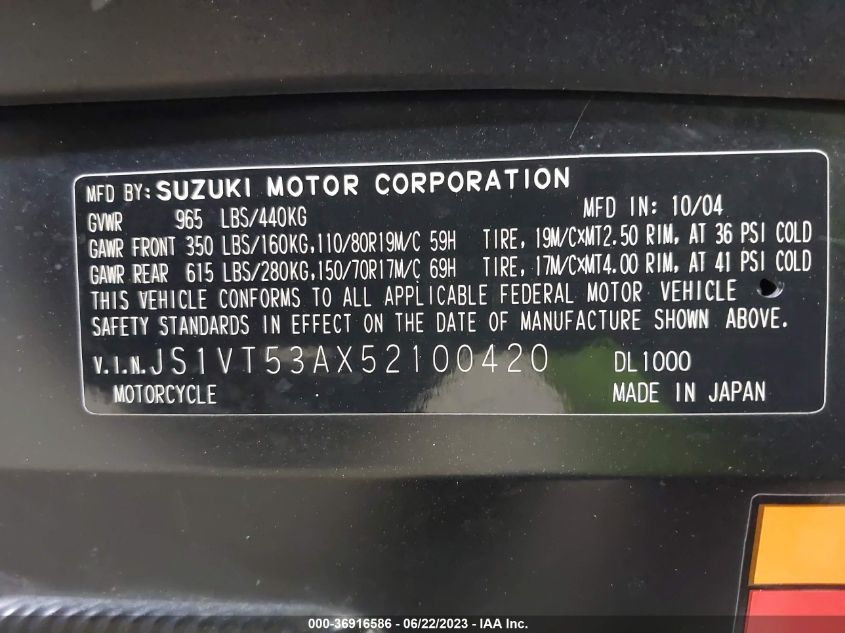 MFD BY: SUZUKI MOTOR CORPORATION
GVWR 965 LBS/440KG MFD IN: 10/04
GAWR FRONT 350 LBS/160KG, 110/80R19M/C 59H TIRE, 19M/CXMT2.50 RIM, AT 36 PSI COLD
GAWR REAR 615 LBS/280KG, 150/70R17M/C 69H TIRE, 17M/CXMT4.00 RIM, AT 41 PSI COLD
THIS VEHICLE CONFORMS TO ALL APPLICABLE FEDERAL MOTOR VEHICLE
SAFETY STANDARDS IN EFFECT ON THE DATE OF MANUFACTURE SHOWN ABOVE.
V.I.N. JS1VT53AX52100420 DL1000
MOTORCYCLE MADE IN JAPAN
000-36916586 - 06/22/2023 - IAA Inc.